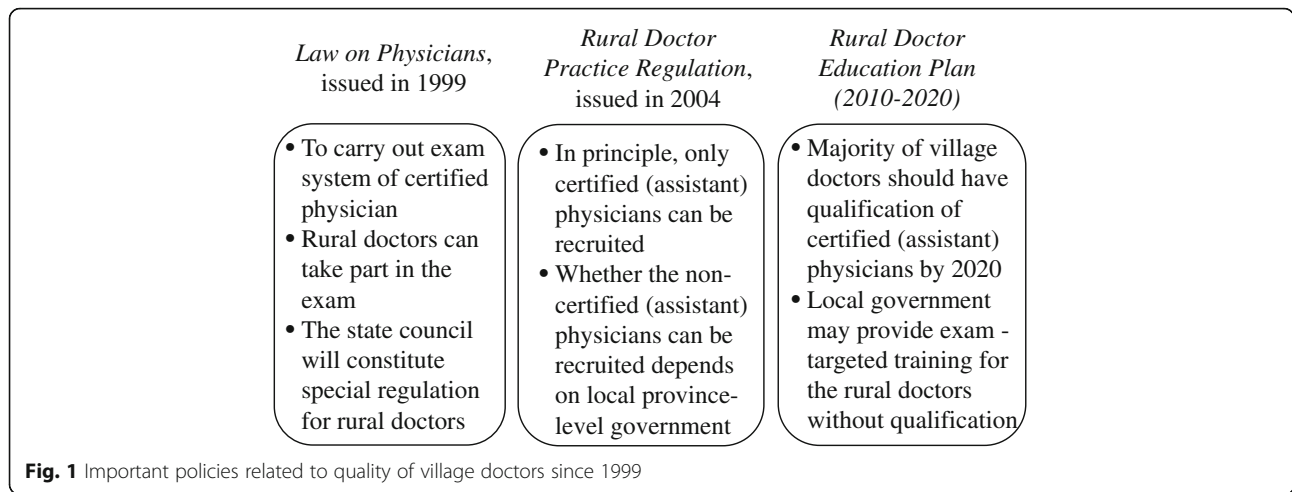 Law on Physicians,
issued in 1999
• To carry out exam
system of certified
physician
• Rural doctors can
take part in the
exam
• The state council
will constitute
special regulation
for rural doctors
Rural Doctor
Practice Regulation,
issued in 2004
• In principle, only
certified (assistant)
physicians can be
recruited
• Whether the non-
certified (assistant)
physicians can be
recruited depends
on local province-
level government
Rural Doctor
Education Plan
(2010-2020)
• Majority of village
doctors should have
qualification of
certified (assistant)
physicians by 2020
• Local government
may provide exam -
targeted training for
the rural doctors
without qualification
Fig. 1 Important policies related to quality of village doctors since 1999